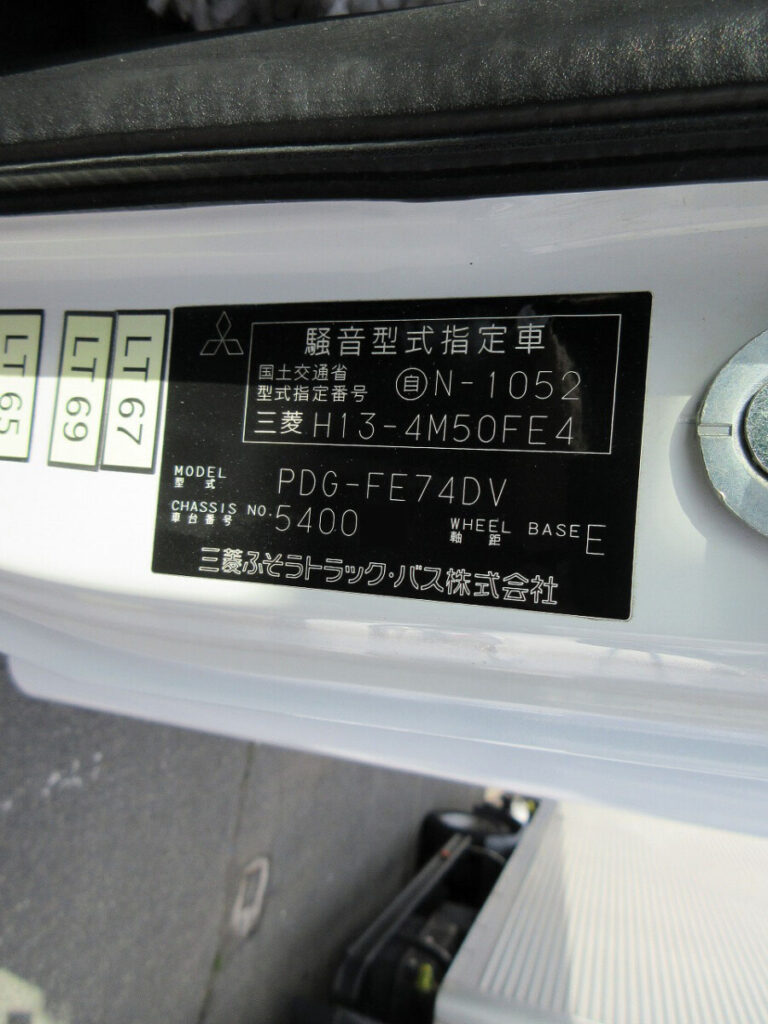 LT 65
LT 69
LT 67
騒音型式指定車
国土交通省
型式指定番号 自N-1052
三菱 H13-4M50FE4
MODEL
型式 PDG-FE74DV
CHASSIS NO.
車台番号 5400
WHEEL BASE
軸距 E
三菱ふそうトラック・バス株式会社